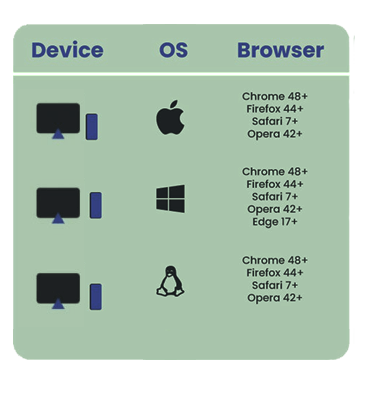 Device OS Browser
Chrome 48+
Firefox 44+
Safari 7+
Opera 42+
Chrome 48+
Firefox 44+
Safari 7+
Opera 42+
Edge 17+
Chrome 48+
Firefox 44+
Safari 7+
Opera 42+